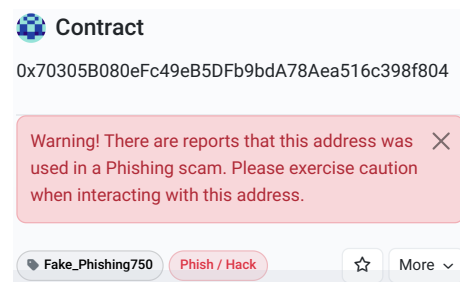 Contract
0x70305B080eFc49eB5DFb9bdA78Aea516c398f804
Warning! There are reports that this address was
used in a Phishing scam. Please exercise caution
when interacting with this address.
Fake_Phishing750 Phish / Hack More